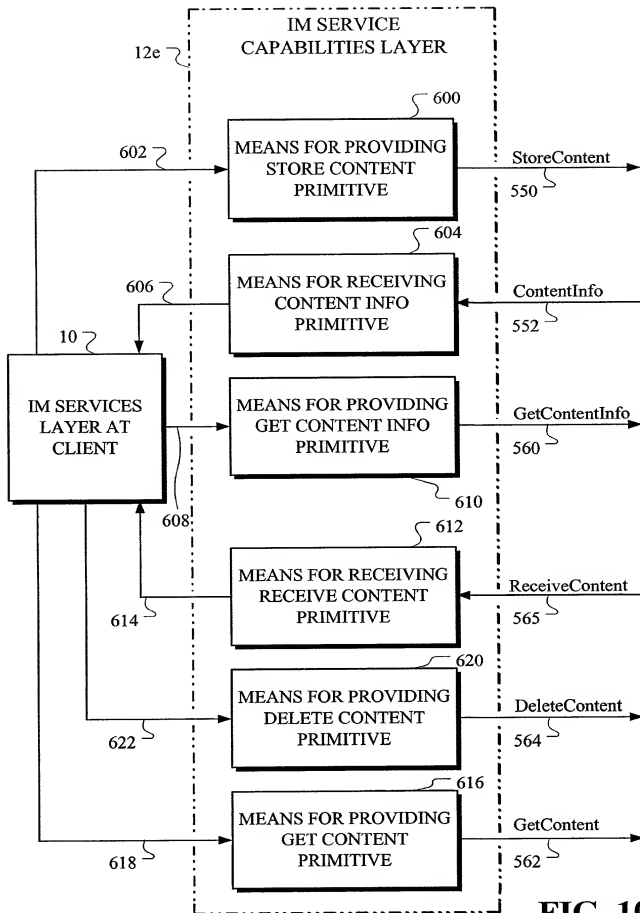 IM SERVICE
CAPABILITIES LAYER
12e
600
602
MEANS FOR PROVIDING
STORE CONTENT
PRIMITIVE
StoreContent
550
604
606
MEANS FOR RECEIVING
CONTENT INFO
PRIMITIVE
ContentInfo
552
10
IM SERVICES
LAYER AT
CLIENT
MEANS FOR PROVIDING
GET CONTENT INFO
PRIMITIVE
GetContentInfo
560
608
610
612
MEANS FOR RECEIVING
RECEIVE CONTENT
PRIMITIVE
ReceiveContent
565
614
620
MEANS FOR PROVIDING
DELETE CONTENT
PRIMITIVE
DeleteContent
564
622
616
MEANS FOR PROVIDING
GET CONTENT
PRIMITIVE
GetContent
562
618
FIG.